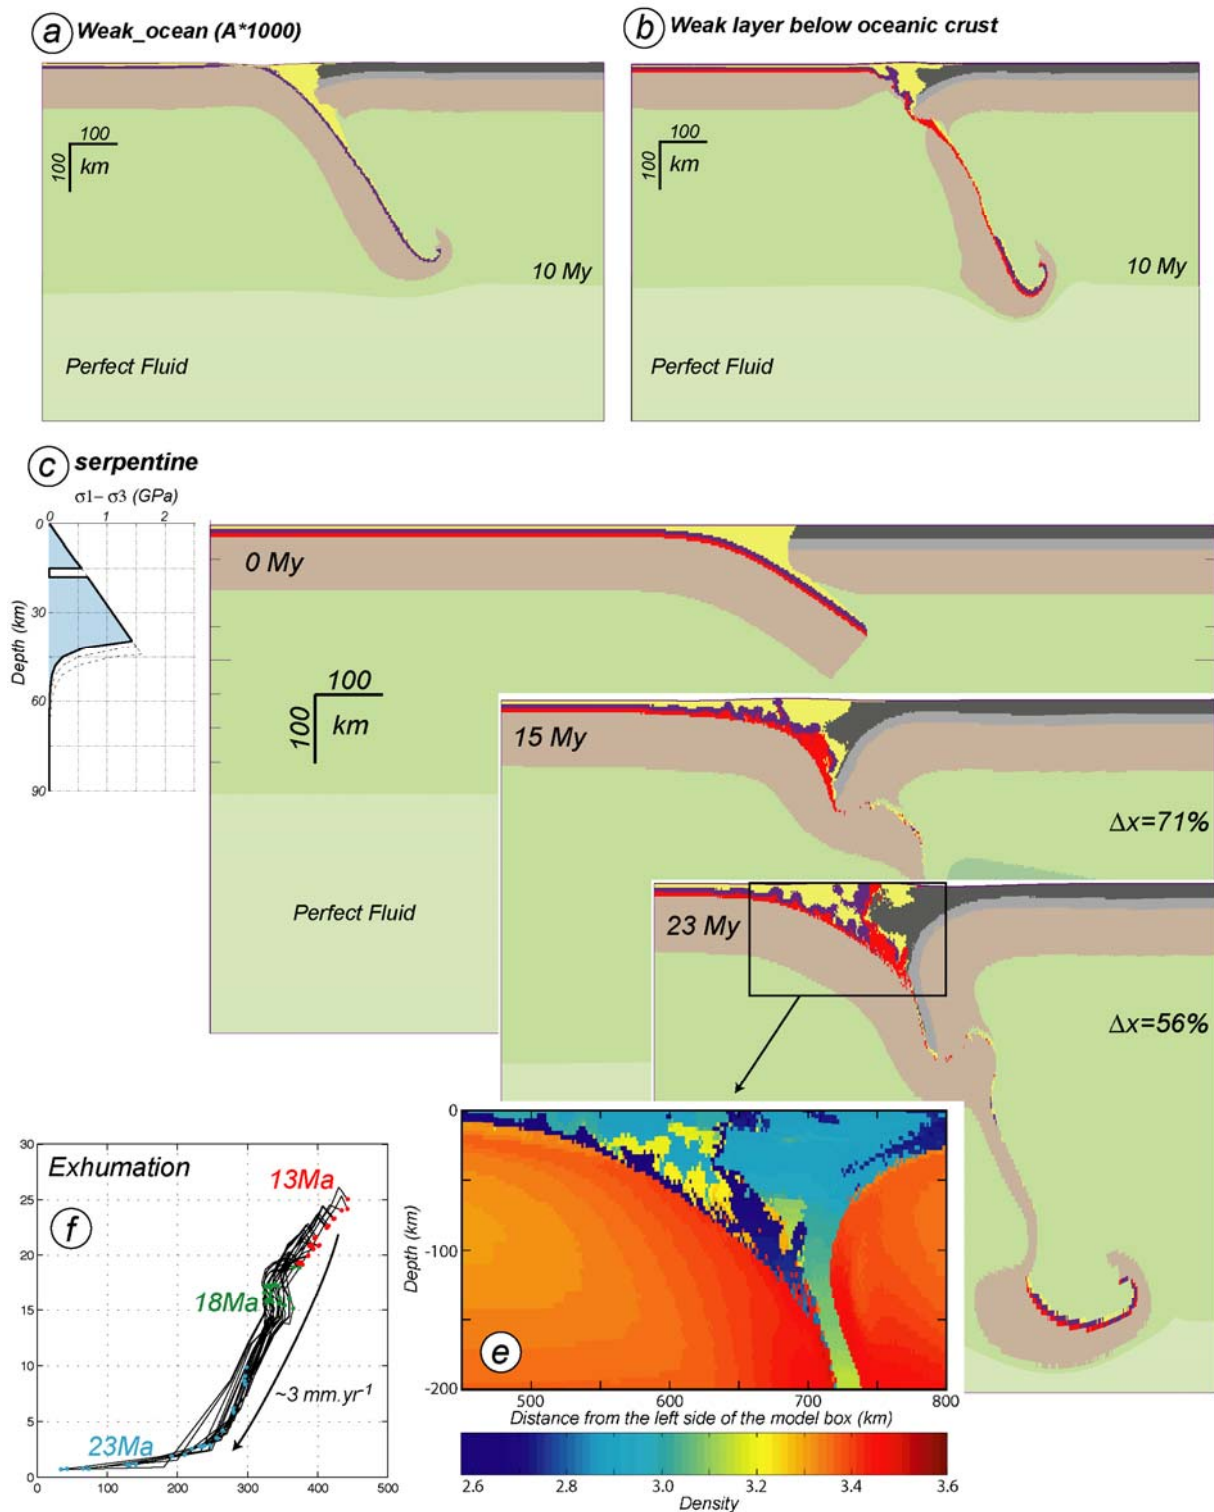 a Weak_ocean (A*1000)
b Weak layer below oceanic crust
100
100
km
10 My
Perfect Fluid
100
100
km
10 My
Perfect Fluid
c serpentine
σ1– σ3 (GPa)
0 1 2
0
30
60
90
Depth (km)
0 My
100
100
km
Perfect Fluid
15 My
Δx=71%
23 My
Δx=56%
f
Exhumation
30
25
20
15
10
5
0
0 100 200 300 400 500
13Ma
18Ma
23Ma
~3 mm.yr-1
e
0
-100
-200
Depth (km)
500 600 700 800
Distance from the left side of the model box (km)
2.6 2.8 3.0 3.2 3.4 3.6
Density